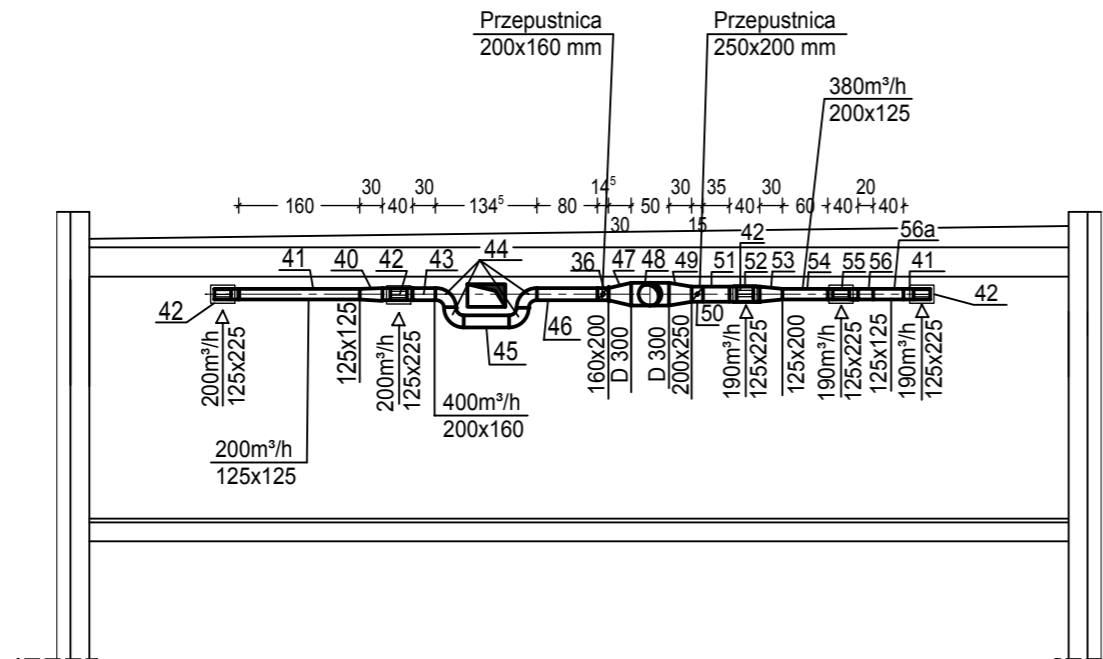 Przepustnica
200x160 mm
Przepustnica
250x200 mm
380m³/h
200x125
160
30
40
30
134⁵
80
14⁵
30
50
30
15
35
40
30
60
40
20
40
42
41
40
42
43
44
45
46
36
47
48
49
50
51
42
52
53
54
55
56
56a
41
42
200m³/h
125x225
125x125
200m³/h
125x225
160x200
D 300
D 300
200x250
190m³/h
125x225
125x200
190m³/h
125x225
125x125
190m³/h
125x225
400m³/h
200x160
200m³/h
125x125